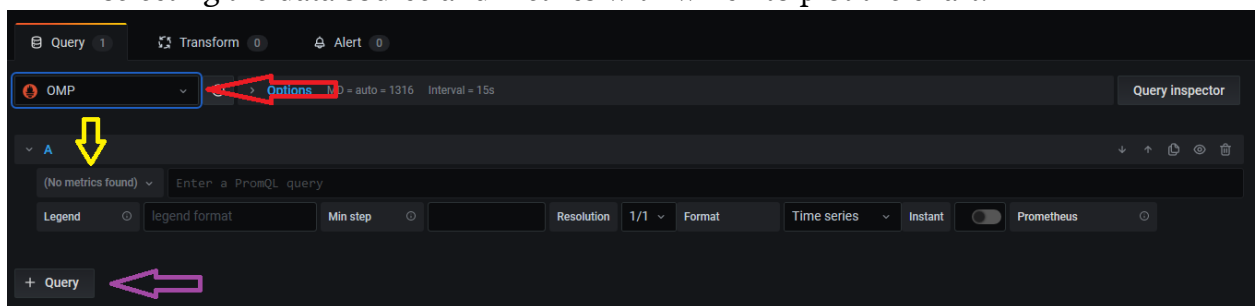 Query 1 Transform 0 Alert 0
OMP Options MD = auto = 1316 Interval = 15s Query inspector
A
(No metrics found) Enter a PromQL query
Legend legend format Min step Resolution 1/1 Format Time series Instant Prometheus
+ Query